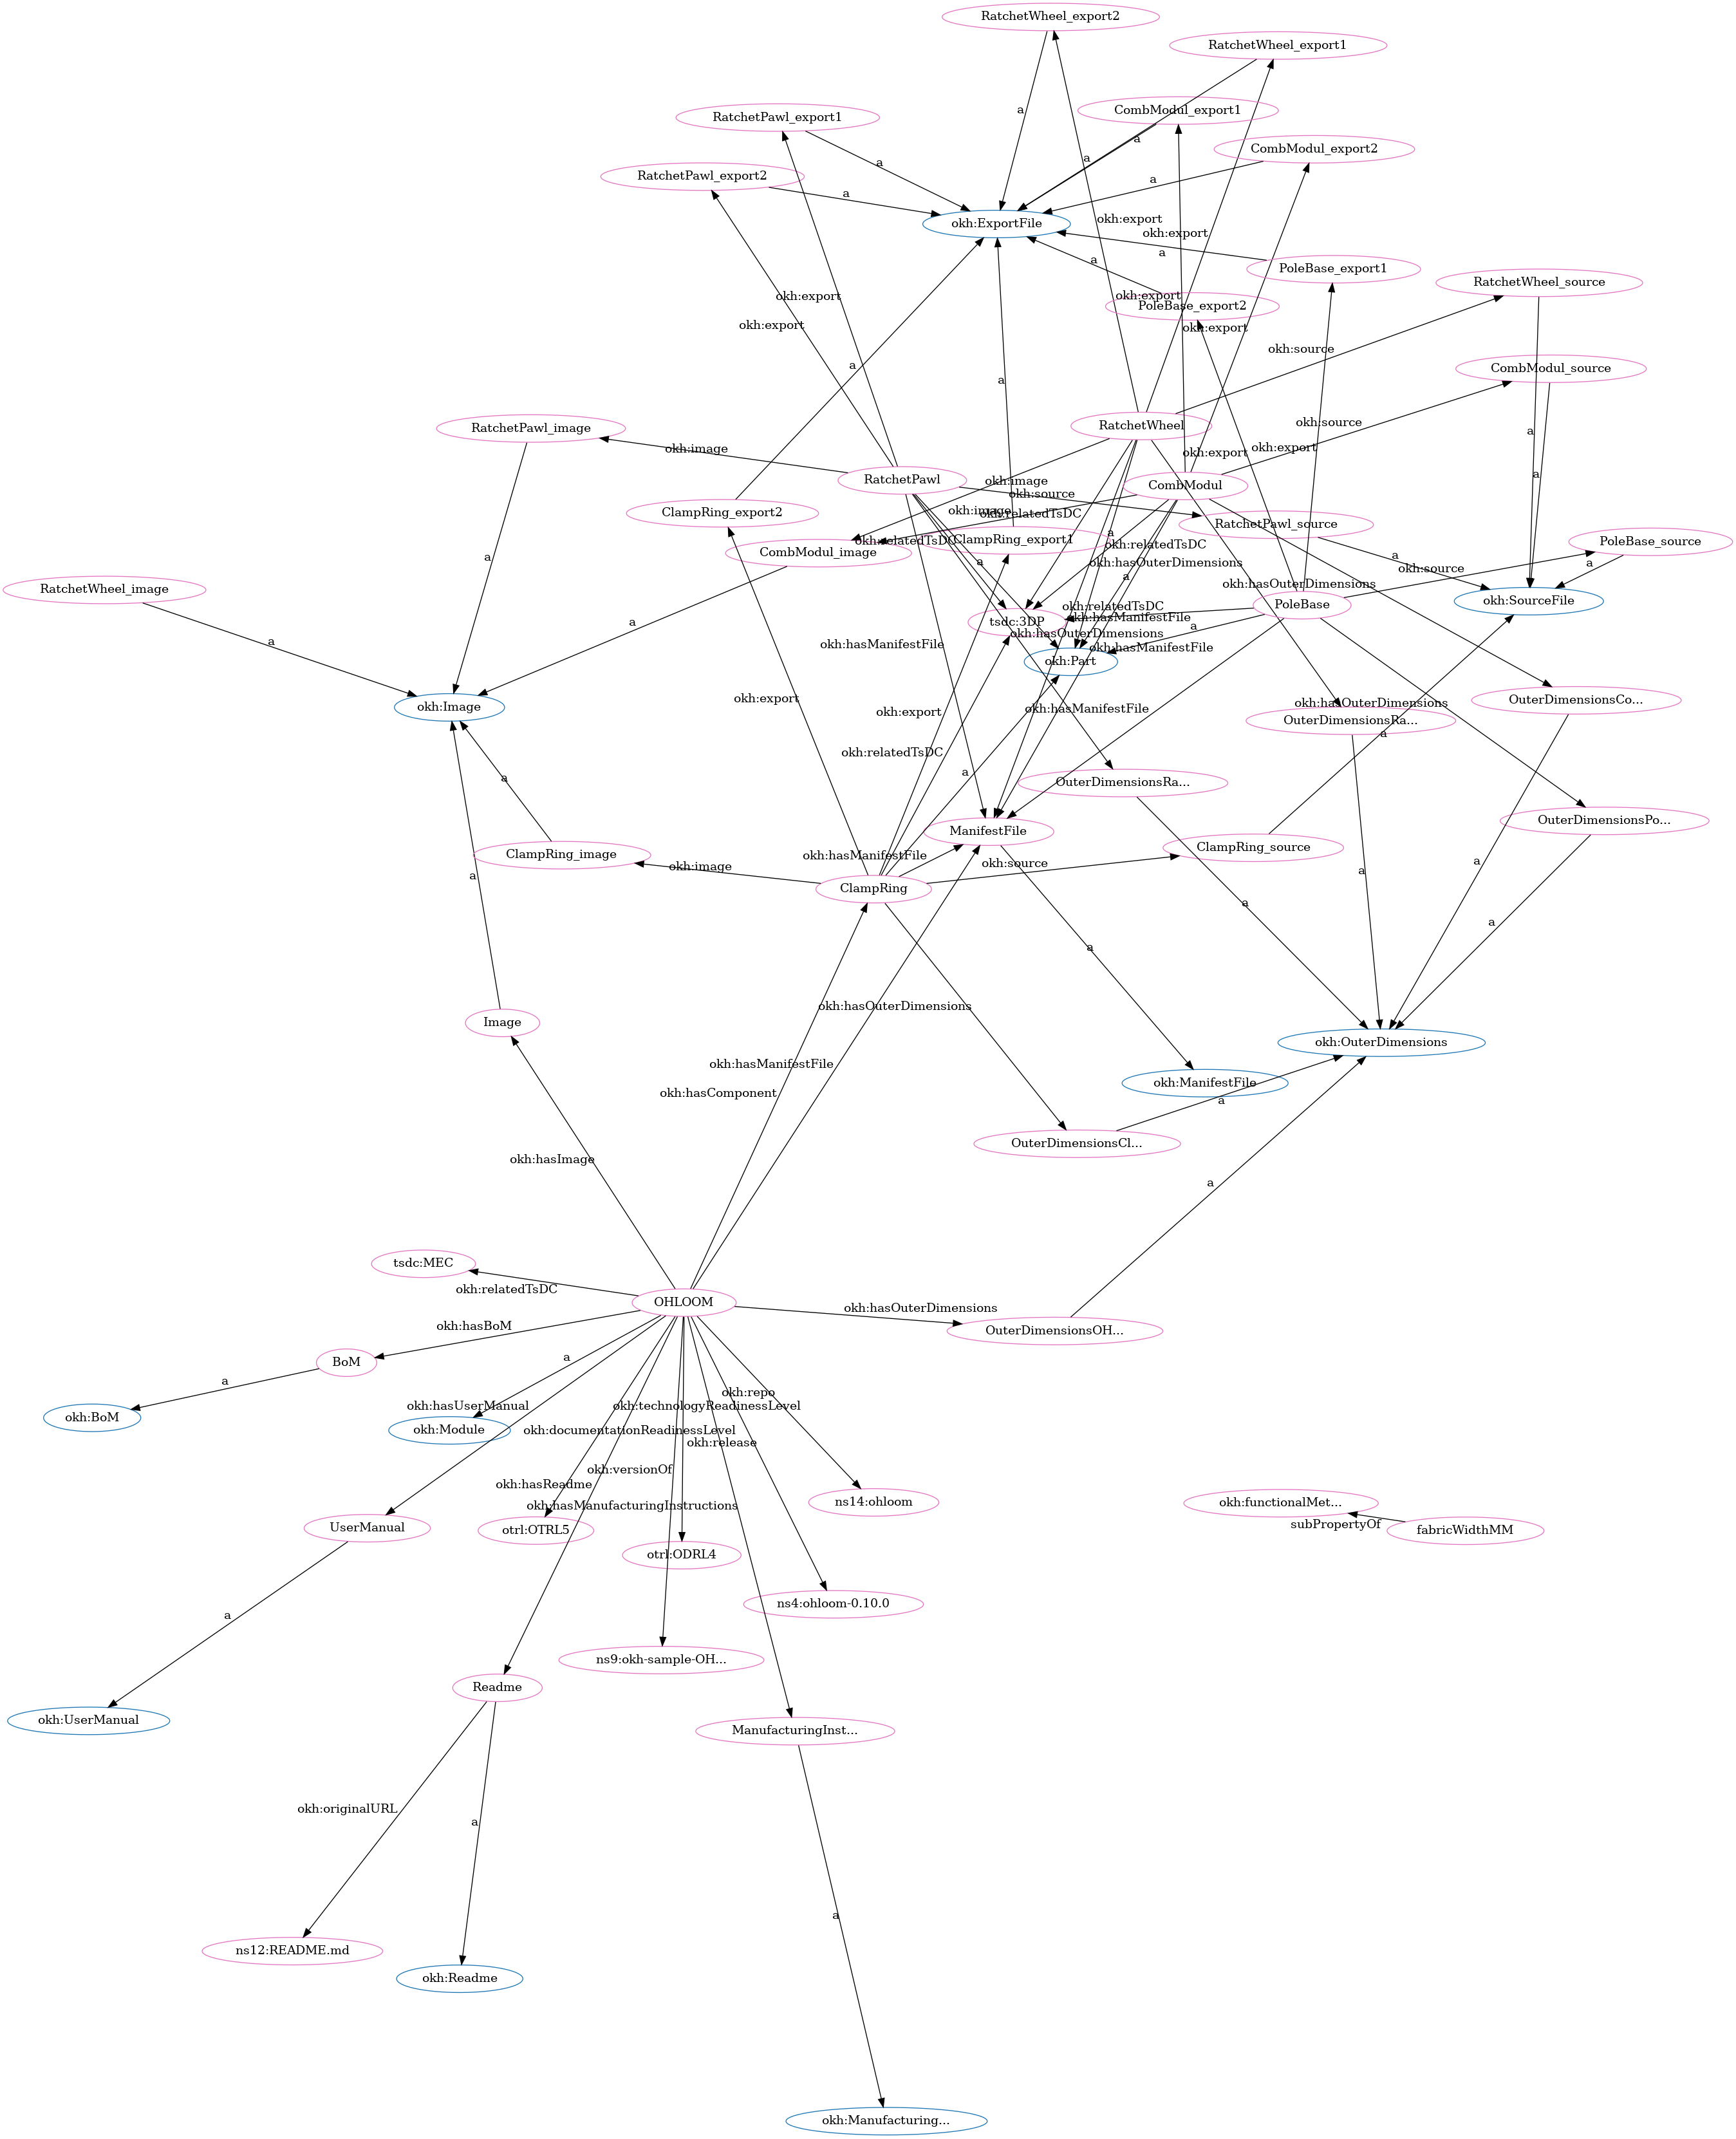 RatchetWheel_export2
RatchetWheel_export1
CombModul_export1
a
RatchetPawl_export1
a
CombModul_export2
a
a
RatchetPawl_export2
a
a
okh:export
okh:ExportFile
okh:export
a
a
PoleBase_export1
RatchetWheel_source
okh:export
okh:export
PoleBase_export2
okh:export
okh:export
okh:source
a
CombModul_source
a
okh:source
RatchetWheel
RatchetPawl_image
a
okh:image
okh:export
okh:export
a
RatchetPawl
okh:image
CombModul
okh:source
ClampRing_export2
okh:image
okh:relatedTsDC
RatchetPawl_source
a
ClampRing_export1
okh:relatedTsDC
okh:relatedTsDC
PoleBase_source
CombModul_image
a
a
a
okh:hasOuterDimensions
a
okh:source
a
okh:hasOuterDimensions
RatchetWheel_image
okh:SourceFile
okh:relatedTsDC
PoleBase
okh:hasManifestFile
tsdc:3DP
a
a
okh:hasOuterDimensions
a
okh:hasManifestFile
okh:hasManifestFile
okh:Part
okh:export
OuterDimensionsCo...
okh:hasOuterDimensions
okh:Image
okh:hasManifestFile
okh:export
OuterDimensionsRa...
a
okh:relatedTsDC
a
a
OuterDimensionsRa...
OuterDimensionsPo...
ManifestFile
ClampRing_source
ClampRing_image
okh:hasManifestFile
okh:image
okh:source
a
a
a
ClampRing
a
a
a
okh:hasOuterDimensions
Image
okh:OuterDimensions
okh:hasManifestFile
okh:ManifestFile
okh:hasComponent
a
OuterDimensionsCl...
okh:hasImage
a
tsdc:MEC
okh:relatedTsDC
OHLOOM
okh:hasOuterDimensions
okh:hasBoM
OuterDimensionsOH...
a
BoM
a
okh:repo
okh:hasUserManual
okh:technologyReadinessLevel
okh:BoM
okh:Module
okh:documentationReadinessLevel
okh:release
okh:versionOf
okh:hasReadme
ns14:ohloom
okh:functionalMet...
okh:hasManufacturingInstructions
subPropertyOf
fabricWidthMM
UserManual
otrl:OTRL5
otrl:ODRL4
ns4:ohloom-0.10.0
a
ns9:okh-sample-OH...
Readme
okh:UserManual
ManufacturingInst...
okh:originalURL
a
a
ns12:README.md
okh:Readme
okh:Manufacturing...